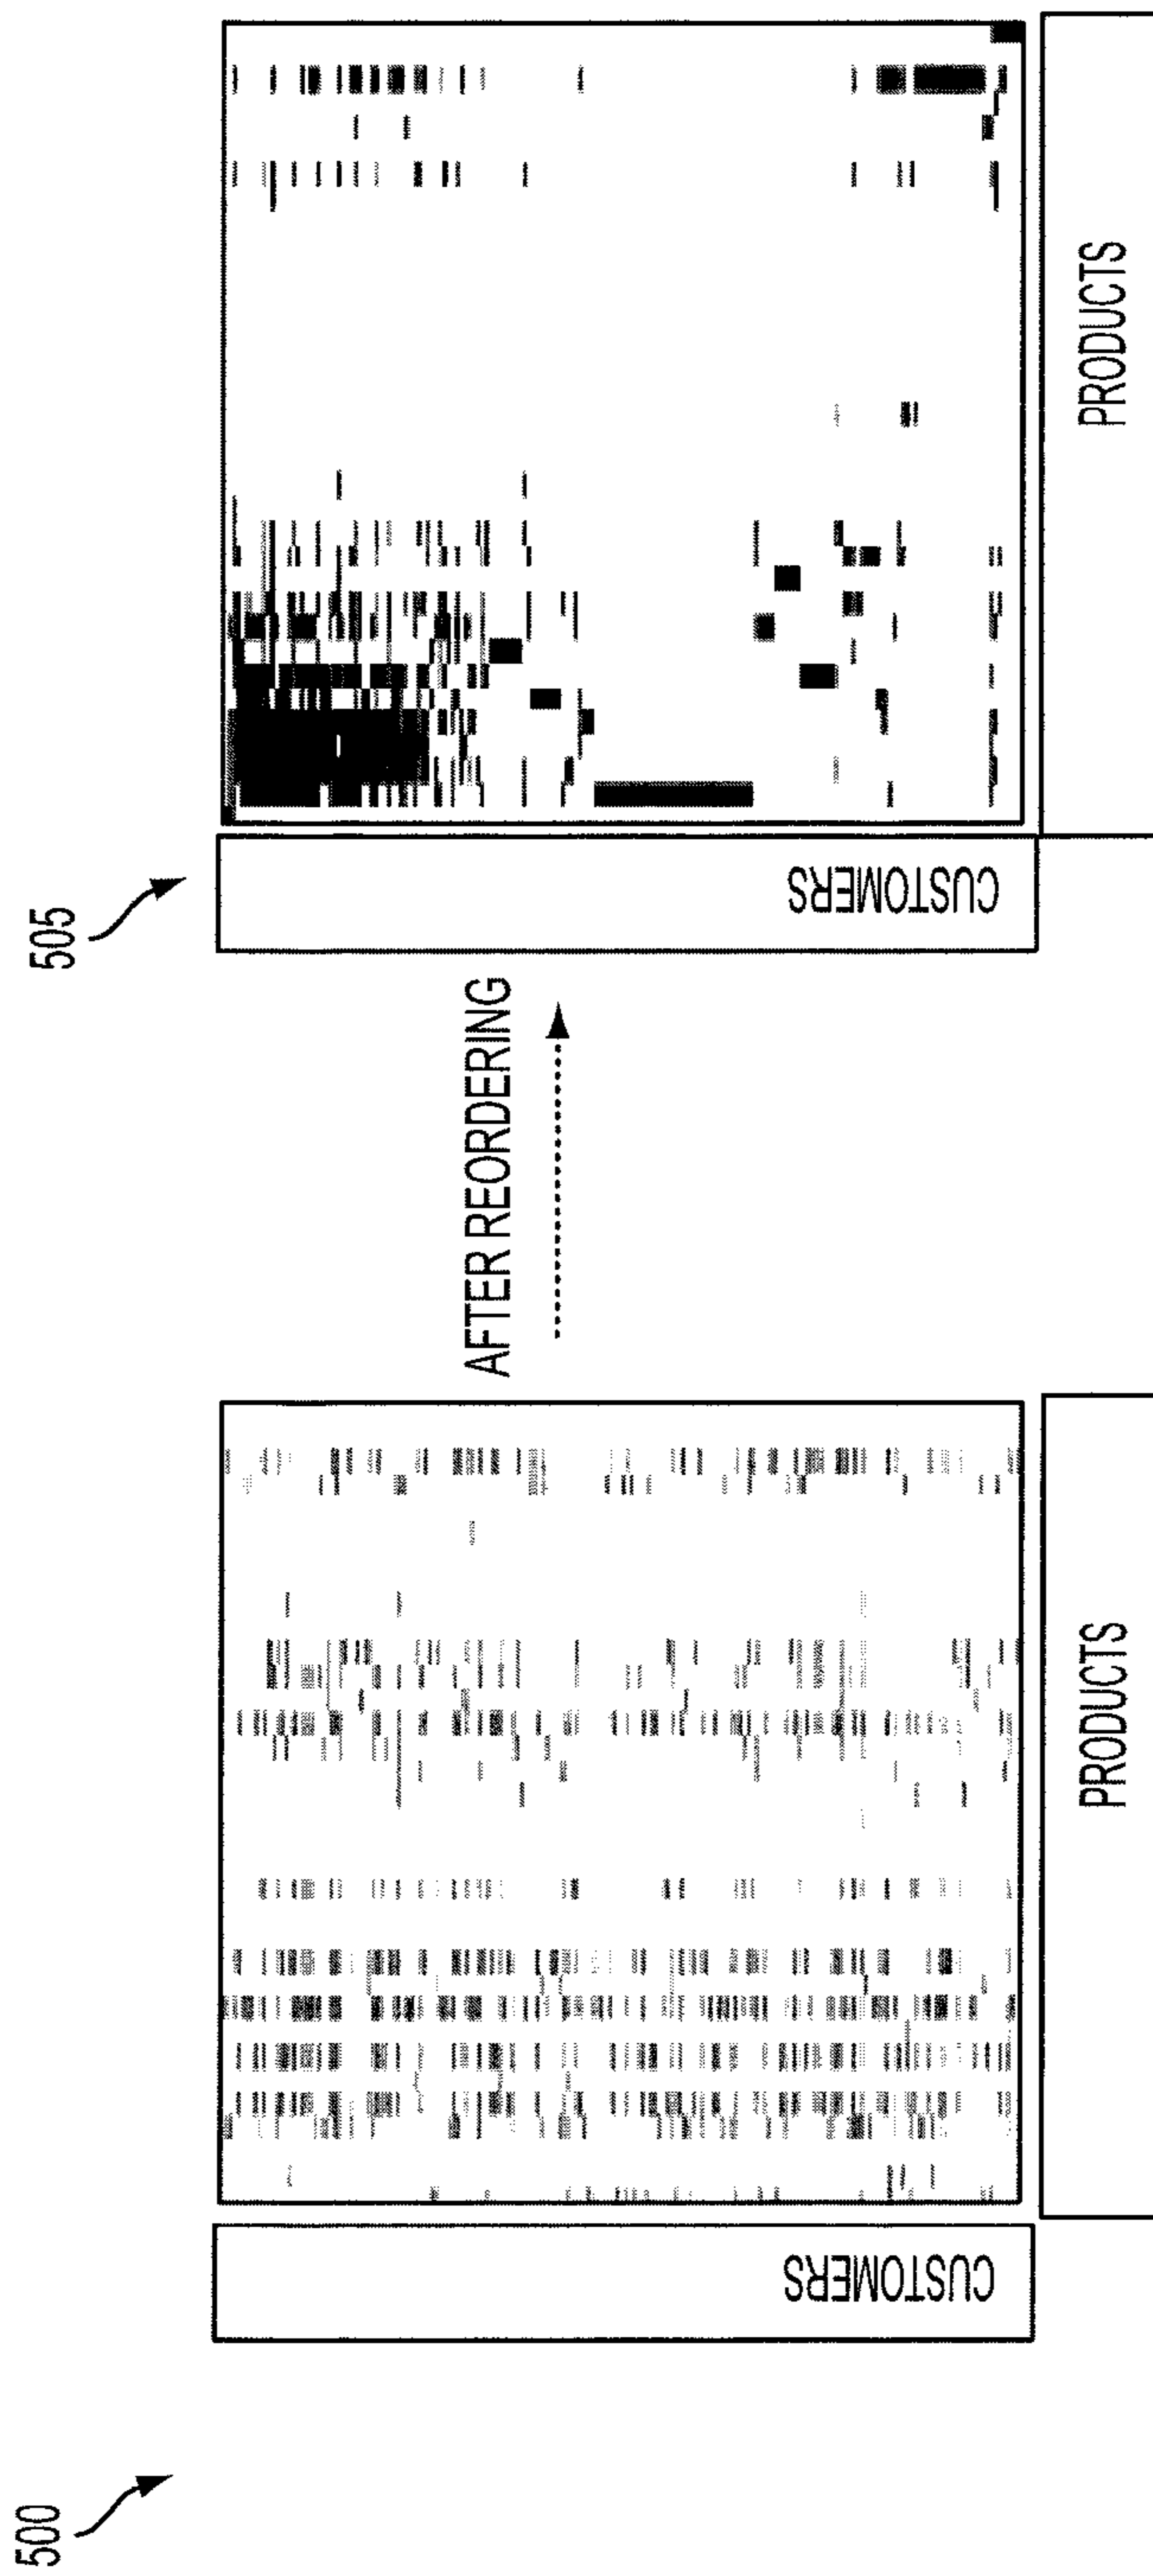 500
CUSTOMERS
PRODUCTS
AFTER REORDERING
505
CUSTOMERS
PRODUCTS